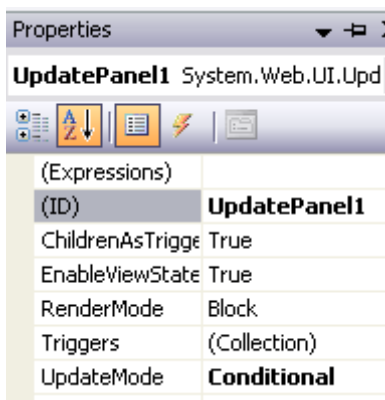 Properties
UpdatePanel1 System.Web.UI.Upd
(Expressions)
(ID) UpdatePanel1
ChildrenAsTrigge True
EnableViewState True
RenderMode Block
Triggers (Collection)
UpdateMode Conditional